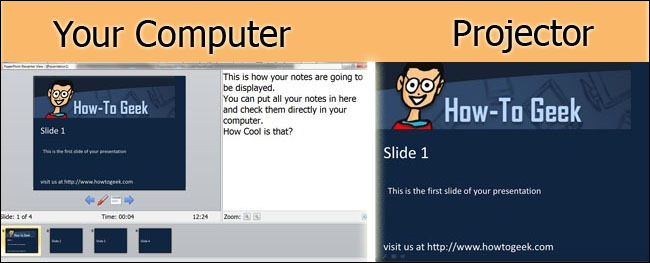 Your Computer
Projector
PowerPoint Presenter View - [Presentation1]
How-To Geek
Slide 1
This is the first slide of your presentation
visit us at http://www.howtogeek.com
This is how your notes are going to
be displayed.
You can put all your notes in here
and check them directly in your
computer.
How Cool is that?
Slide: 1 of 4
Time: 00:04
12:24
Zoom:
How-To Geek
Slide 2
Slide 3
Slide 4
How-To Geek
Slide 1
This is the first slide of your presentation
visit us at http://www.howtogeek.com